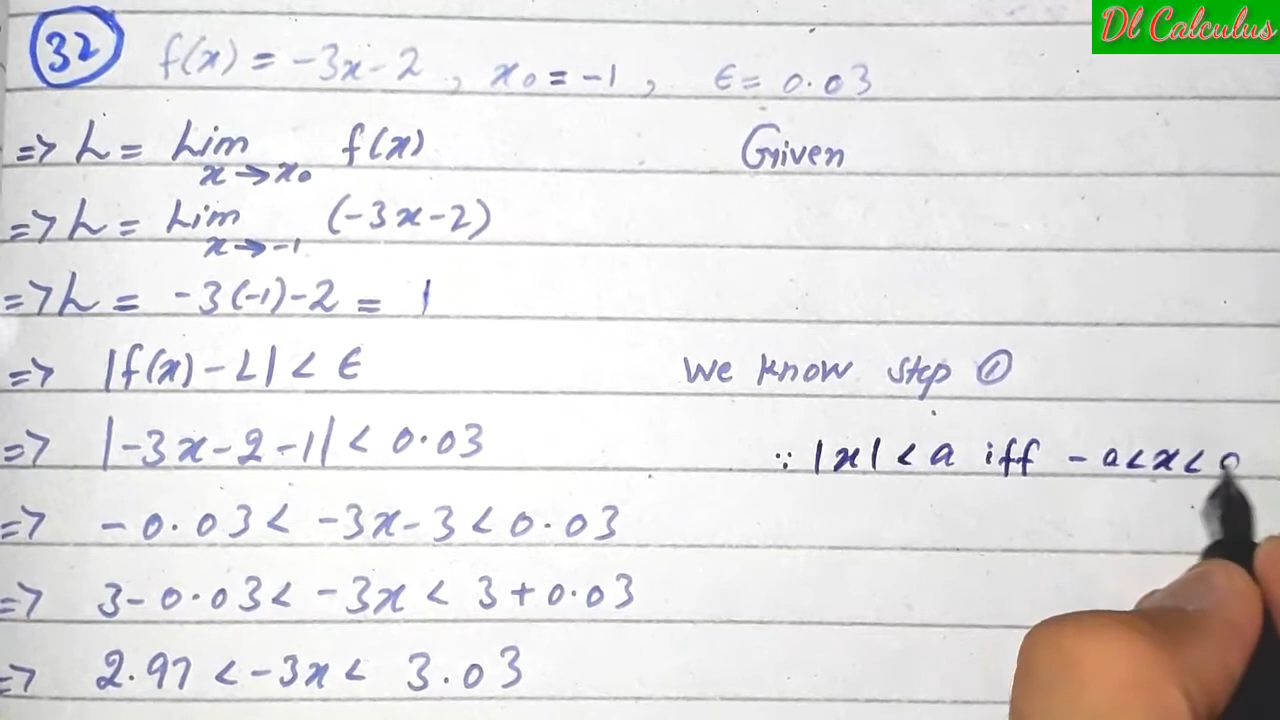 Dl Calculus
32 f(x) = -3x-2 , x₀ = -1 , ϵ = 0.03
=> L = Lim x→x₀ f(x) Given
=> L = Lim x→-1 (-3x-2)
=> L = -3(-1)-2 = 1
=> |f(x) - L| < ϵ We know step ①
=> |-3x-2-1| < 0.03 ∵ |x| < a iff -a<x<
=> -0.03 < -3x-3 < 0.03
=> 3-0.03 < -3x < 3+0.03
=> 2.97 < -3x < 3.03